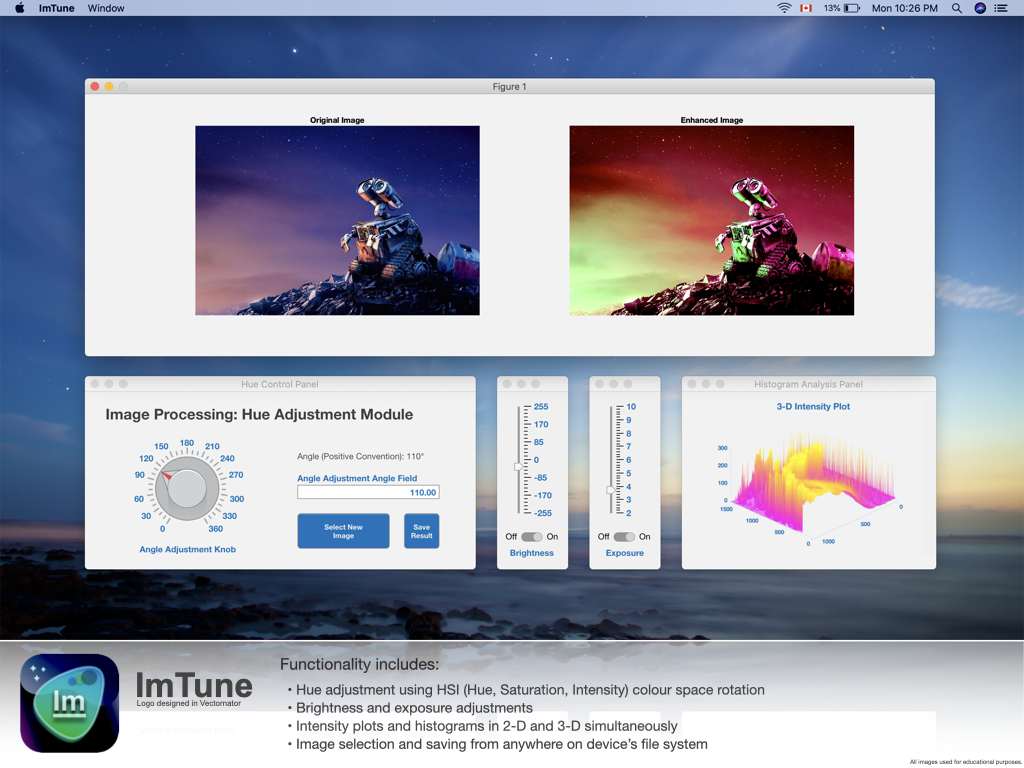 ImTune Window 13% Mon 10:26 PM
Figure 1
Original Image Enhanced Image
Hue Control Panel
Image Processing: Hue Adjustment Module
0 30 60 90 120 150 180 210 240 270 300 330 360
Angle Adjustment Knob
Angle (Positive Convention): 110°
Angle Adjustment Angle Field
110.00
Select New
Image
Save
Result
255
170
85
0
-85
-170
-255
Off On
Brightness
10
9
8
7
6
5
4
3
2
Off On
Exposure
Histogram Analysis Panel
3-D Intensity Plot
300
200
100
0
1500
1000
500
0
0
500
1000
Im
ImTune
Logo designed in Vectornator
Functionality includes:
• Hue adjustment using HSI (Hue, Saturation, Intensity) colour space rotation
• Brightness and exposure adjustments
• Intensity plots and histograms in 2-D and 3-D simultaneously
• Image selection and saving from anywhere on device's file system
All images used for educational purposes.